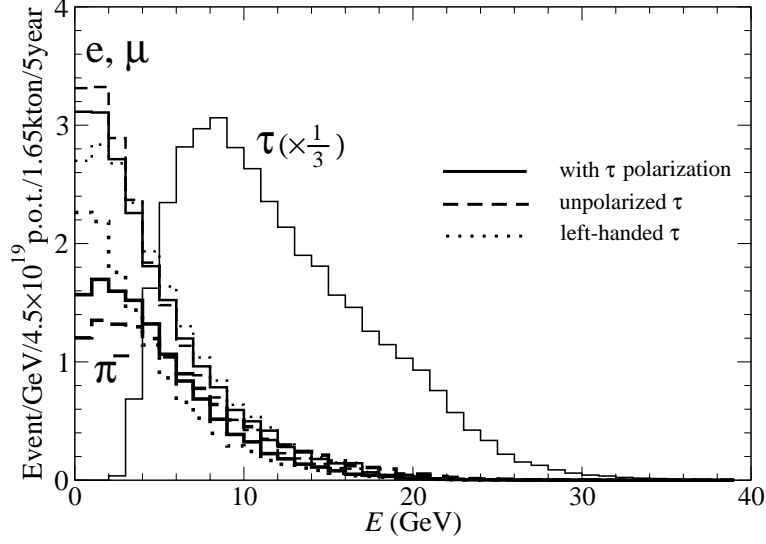 4
3
2
1
0
Event/GeV/4.5×10¹⁹ p.o.t./1.65kton/5year
e, μ
τ (×1/3)
with τ polarization
unpolarized τ
left-handed τ
π⁻
0 10 20 30 40
E (GeV)